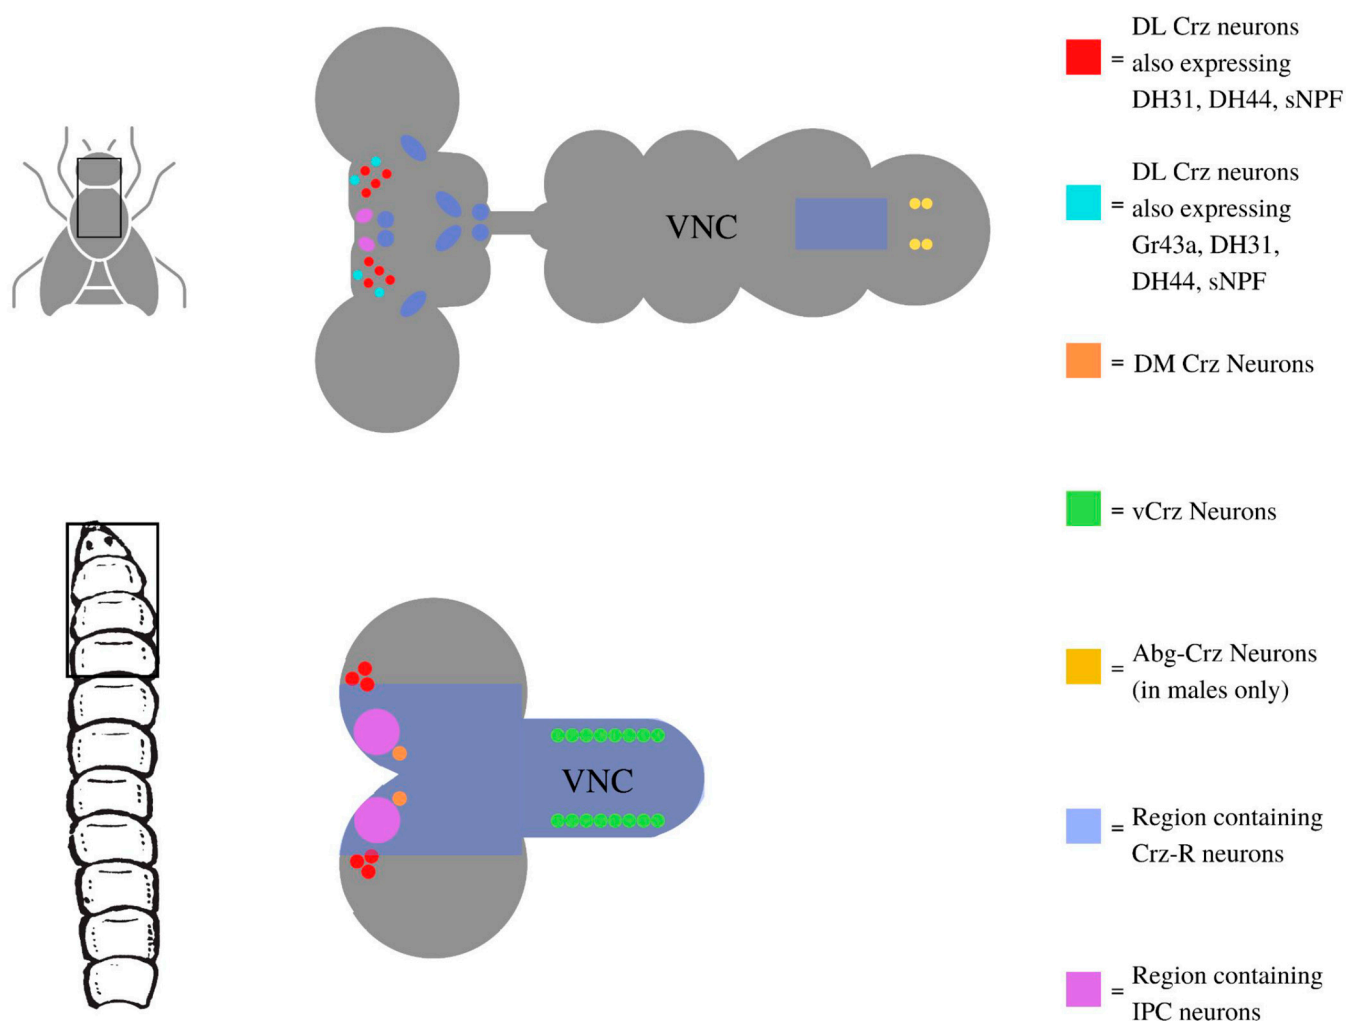 VNC
VNC
DL Crz neurons
= also expressing
DH31, DH44, sNPF
DL Crz neurons
= also expressing
Gr43a, DH31,
DH44, sNPF
= DM Crz Neurons
= vCrz Neurons
= Abg-Crz Neurons
(in males only)
= Region containing
Crz-R neurons
= Region containing
IPC neurons